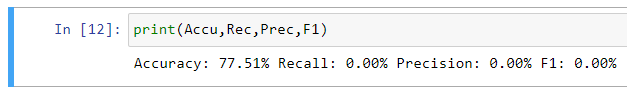 In [12]: print(Accu,Rec,Prec,F1)
Accuracy: 77.51% Recall: 0.00% Precision: 0.00% F1: 0.00%